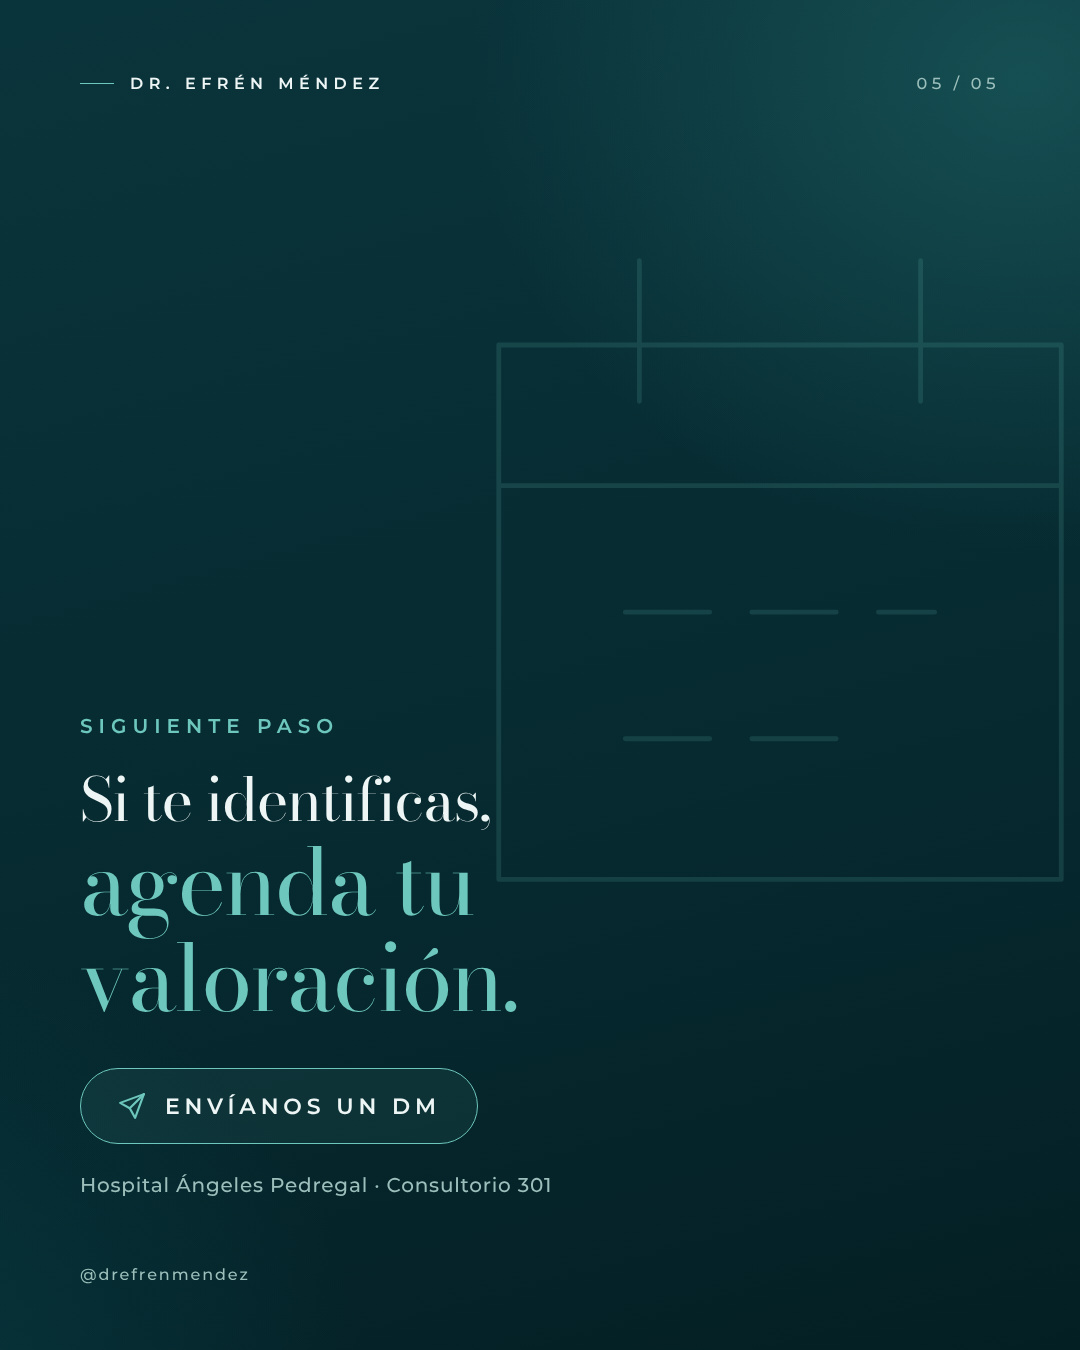 DR. EFRÉN MÉNDEZ
05 / 05
SIGUIENTE PASO
Si te identificas,
agenda tu
valoración.
ENVÍANOS UN DM
Hospital Ángeles Pedregal · Consultorio 301
@drefrenmendez